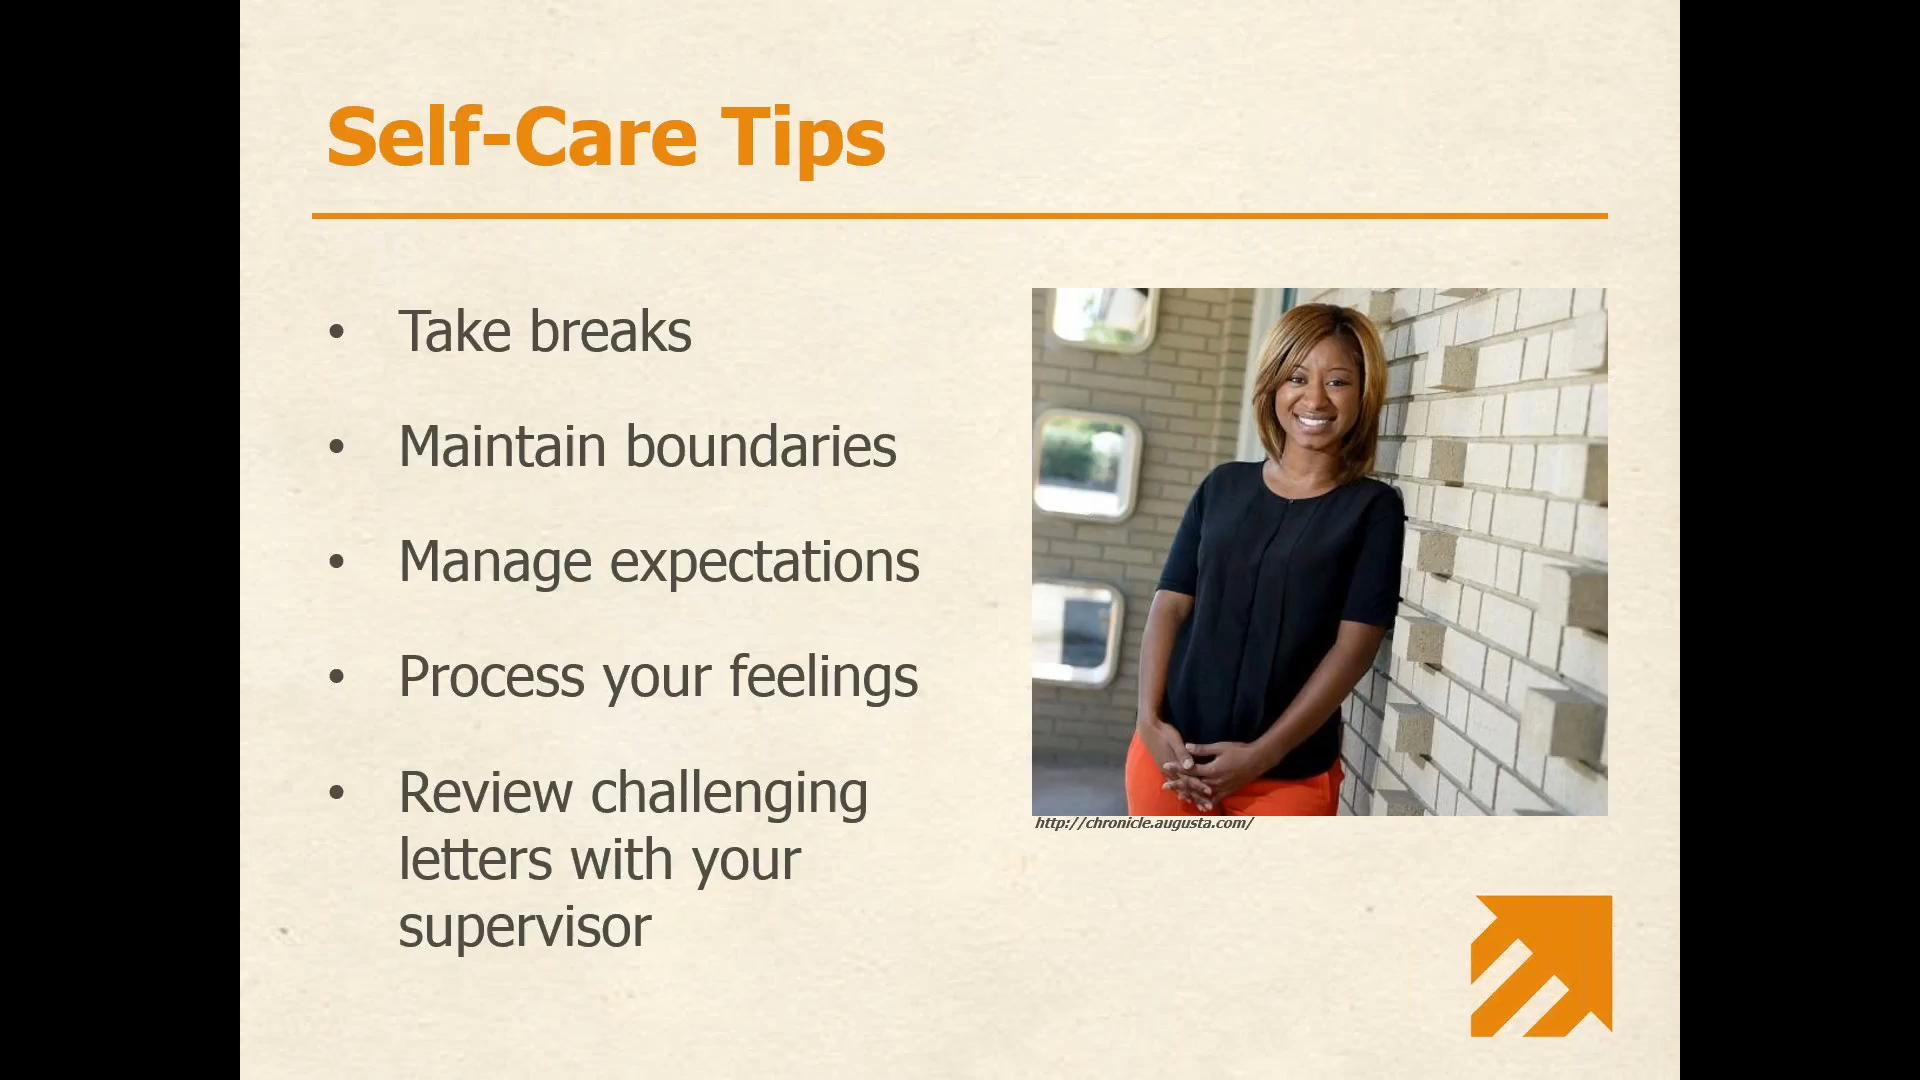 Self-Care Tips
• Take breaks
• Maintain boundaries
• Manage expectations
• Process your feelings
• Review challenging
letters with your
supervisor
http://chronicle.augusta.com/